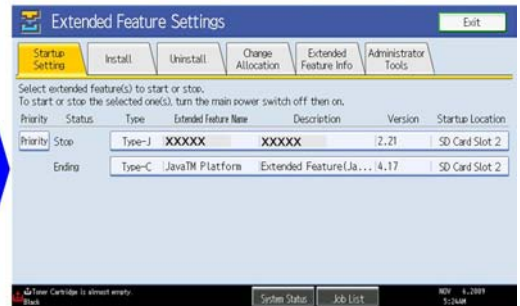 Extended Feature Settings
Exit
Startup Setting
Install
Uninstall
Change Allocation
Extended Feature Info
Administrator Tools
Select extended feature(s) to start or stop.
To start or stop the selected one(s), turn the main power switch off then on.
Priority Status Type Extended Feature Name Description Version Startup Location
Priority Stop Type-J XXXXX XXXXX 2.21 SD Card Slot 2
Ending Type-C JavaTM Platform Extended Feature(Ja... 4.17 SD Card Slot 2
Toner Cartridge is almost empty.
Black
System Status Job List
NOV 6.2009
5:24AM